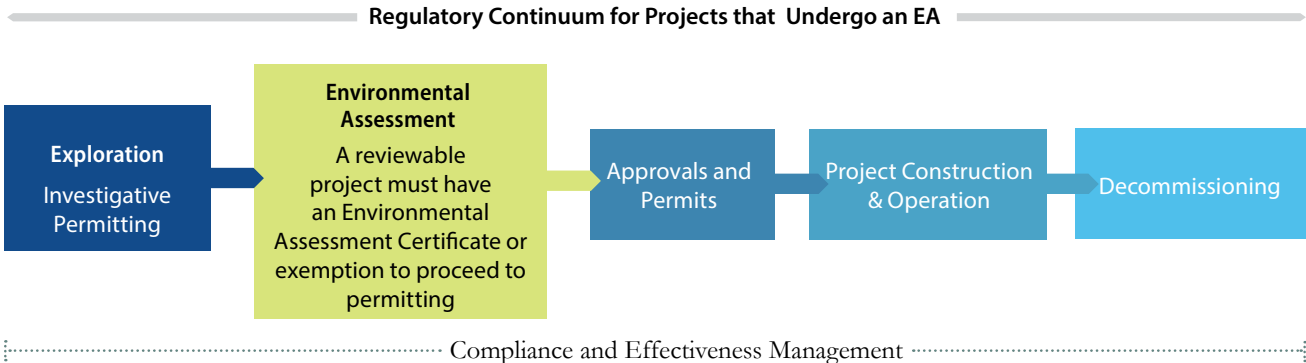 Regulatory Continuum for Projects that Undergo an EA
Exploration
Investigative
Permitting
Environmental
Assessment
A reviewable
project must have
an Environmental
Assessment Certificate or
exemption to proceed to
permitting
Approvals and
Permits
Project Construction
& Operation
Decommissioning
Compliance and Effectiveness Management